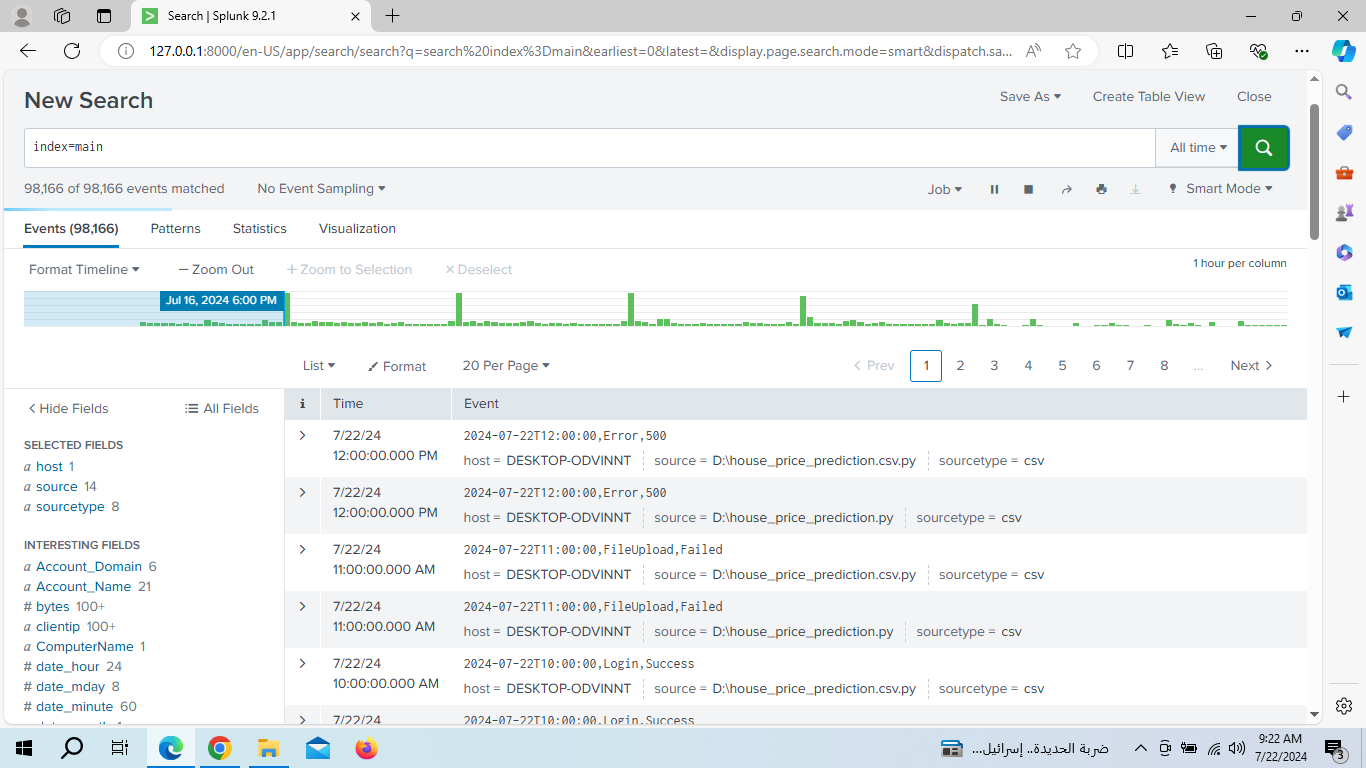 Search | Splunk 9.2.1
127.0.0.1:8000/en-US/app/search/search?q=search%20index%3Dmain&earliest=0&latest=&display.page.search.mode=smart&dispatch.sa...
New Search
Save As
Create Table View
Close
index=main
All time
98,166 of 98,166 events matched
No Event Sampling
Job
Smart Mode
Events (98,166)
Patterns
Statistics
Visualization
Format Timeline
— Zoom Out
+ Zoom to Selection
× Deselect
1 hour per column
Jul 16, 2024 6:00 PM
List
Format
20 Per Page
< Prev
1 2 3 4 5 6 7 8 ...
Next >
< Hide Fields
All Fields
SELECTED FIELDS
a host 1
a source 14
a sourcetype 8
INTERESTING FIELDS
a Account_Domain 6
a Account_Name 21
# bytes 100+
a clientip 100+
a ComputerName 1
# date_hour 24
# date_mday 8
# date_minute 60
i
Time
Event
7/22/24
12:00:00.000 PM
2024-07-22T12:00:00,Error,500
host = DESKTOP-ODVINNT source = D:\house_price_prediction.csv.py sourcetype = csv
7/22/24
12:00:00.000 PM
2024-07-22T12:00:00,Error,500
host = DESKTOP-ODVINNT source = D:\house_price_prediction.py sourcetype = csv
7/22/24
11:00:00.000 AM
2024-07-22T11:00:00,FileUpload,Failed
host = DESKTOP-ODVINNT source = D:\house_price_prediction.csv.py sourcetype = csv
7/22/24
11:00:00.000 AM
2024-07-22T11:00:00,FileUpload,Failed
host = DESKTOP-ODVINNT source = D:\house_price_prediction.py sourcetype = csv
7/22/24
10:00:00.000 AM
2024-07-22T10:00:00,Login,Success
host = DESKTOP-ODVINNT source = D:\house_price_prediction.csv.py sourcetype = csv
7/22/24
2024-07-22T10:00:00,Login,Success
ضربة الحديدة.. إسرائيل...
9:22 AM
7/22/2024
3